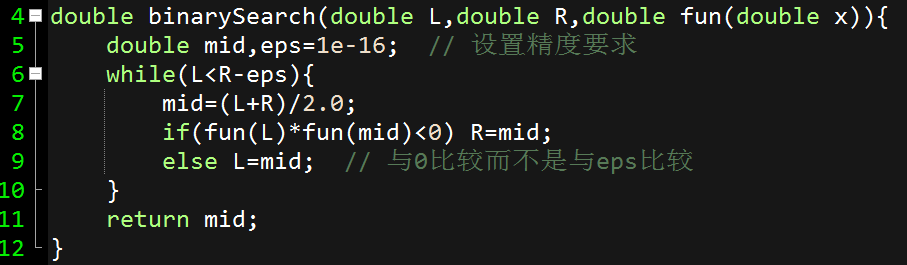 4 double binarySearch(double L,double R,double fun(double x)){
5     double mid,eps=1e-16;  // 设置精度要求
6     while(L<R-eps){
7         mid=(L+R)/2.0;
8         if(fun(L)*fun(mid)<0) R=mid;
9         else L=mid;  // 与0比较而不是与eps比较
10     }
11     return mid;
12 }